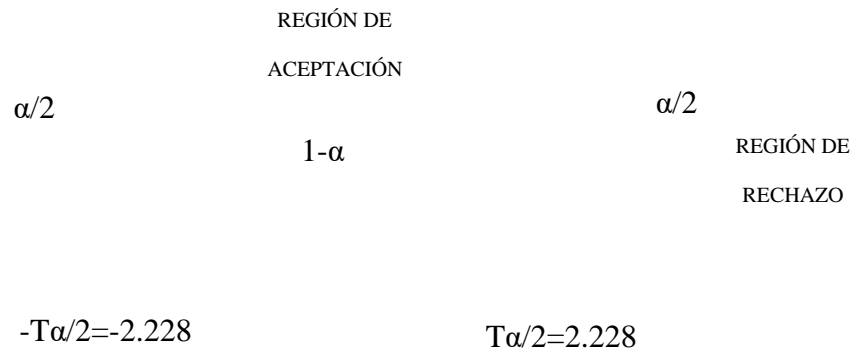 REGIÓN DE
ACEPTACIÓN
α/2
α/2
1-α
REGIÓN DE
RECHAZO
-Tα/2=-2.228
Tα/2=2.228